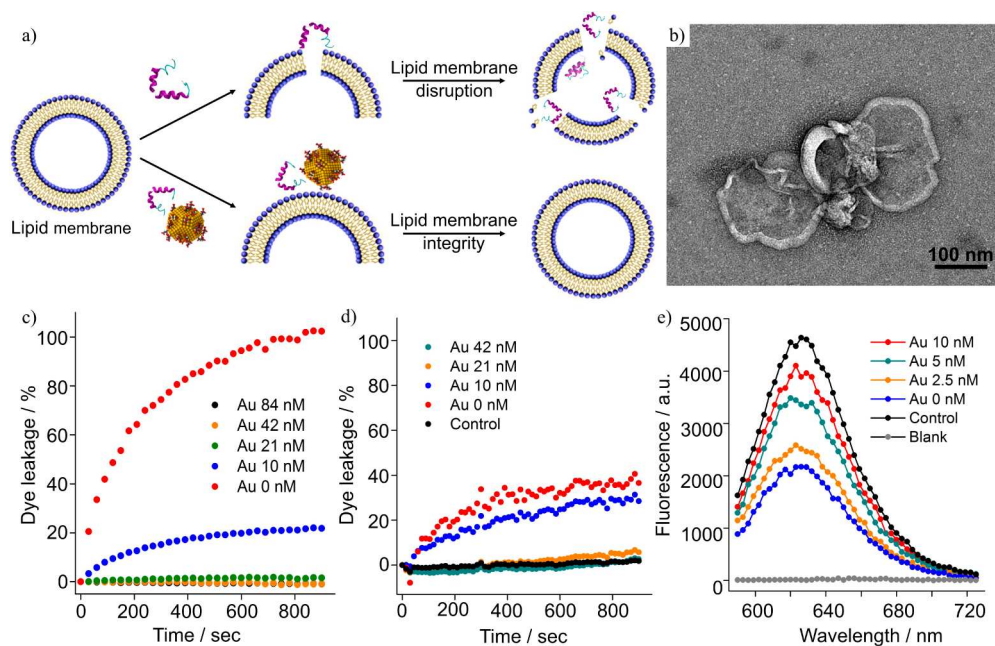 a)
Lipid membrane
Lipid membrane
disruption
Lipid membrane
integrity
b)
100 nm
c)
Dye leakage / %
100
80
60
40
20
0
Au 84 nM
Au 42 nM
Au 21 nM
Au 10 nM
Au 0 nM
0 200 400 600 800
Time / sec
d)
Dye leakage / %
100
80
60
40
20
0
Au 42 nM
Au 21 nM
Au 10 nM
Au 0 nM
Control
0 200 400 600 800
Time / sec
e)
Fluorescence / a.u.
5000
4000
3000
2000
1000
0
Au 10 nM
Au 5 nM
Au 2.5 nM
Au 0 nM
Control
Blank
600 640 680 720
Wavelength / nm